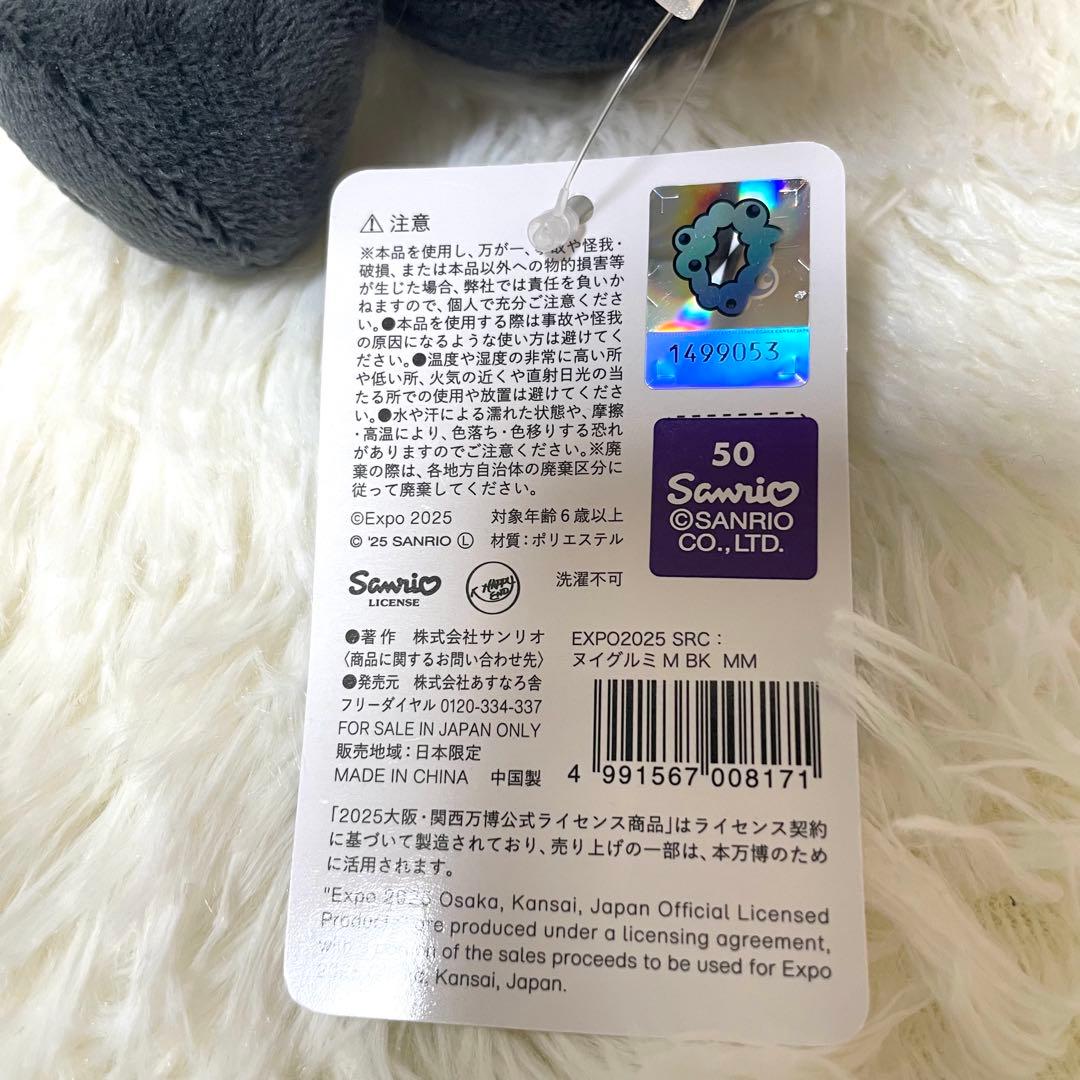 ⚠ 注意
※本品を使用し、万が一、事故や怪我・
破損、または本品以外への物的損害等
が生じた場合、弊社では責任を負いか
ねますので、個人で充分ご注意くださ
い。●本品を使用する際は事故や怪我
の原因になるような使い方は避けてく
ださい。●温度や湿度の非常に高い所
や低い所、火気の近くや直射日光の当
たる所での使用や放置は避けてくださ
い。●水や汗による濡れた状態や、摩擦
・高温により、色落ち・色移りする恐れ
がありますのでご注意ください。※廃
棄の際は、各地方自治体の廃棄区分に
従って廃棄してください。
©Expo 2025 対象年齢6歳以上
© '25 SANRIO Ⓛ 材質:ポリエステル
Sanrio
LICENSE
HAPPY
END
洗濯不可
1499053
50
Sanrio
©SANRIO
CO.,LTD.
●著作 株式会社サンリオ
〈商品に関するお問い合わせ先〉
●発売元 株式会社あすなろ舎
フリーダイヤル 0120-334-337
FOR SALE IN JAPAN ONLY
販売地域:日本限定
MADE IN CHINA 中国製
EXPO2025 SRC:
ヌイグルミ M BK MM
4 991567 008171
「2025大阪・関西万博公式ライセンス商品」はライセンス契約
に基づいて製造されており、売り上げの一部は、本万博のため
に活用されます。
"Expo 2025 Osaka, Kansai, Japan Official Licensed
Products" are produced under a licensing agreement,
with a portion of the sales proceeds to be used for Expo
2025 Osaka, Kansai, Japan.